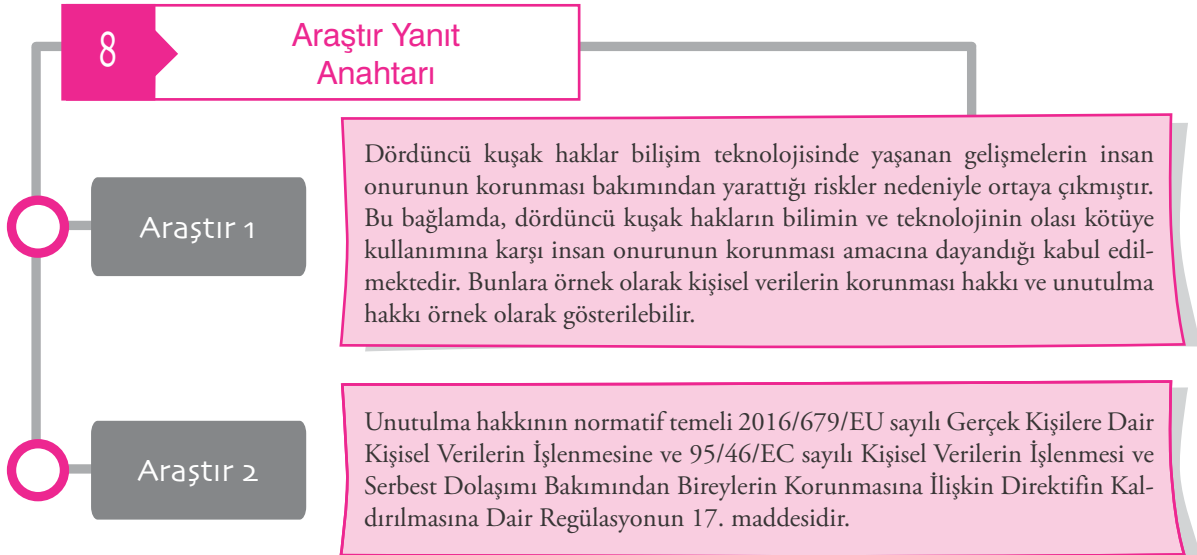 8
Araştır Yanıt
Anahtarı
Araştır 1
Dördüncü kuşak haklar bilişim teknolojisinde yaşanan gelişmelerin insan
onurunun korunması bakımından yarattığı riskler nedeniyle ortaya çıkmıştır.
Bu bağlamda, dördüncü kuşak hakların bilimin ve teknolojinin olası kötüye
kullanımına karşı insan onurunun korunması amacına dayandığı kabul edil-
mektedir. Bunlara örnek olarak kişisel verilerin korunması hakkı ve unutulma
hakkı örnek olarak gösterilebilir.
Araştır 2
Unutulma hakkının normatif temeli 2016/679/EU sayılı Gerçek Kişilere Dair
Kişisel Verilerin İşlenmesine ve 95/46/EC sayılı Kişisel Verilerin İşlenmesi ve
Serbest Dolaşımı Bakımından Bireylerin Korunmasına İlişkin Direktifin Kal-
dırılmasına Dair Regülasyonun 17. maddesidir.